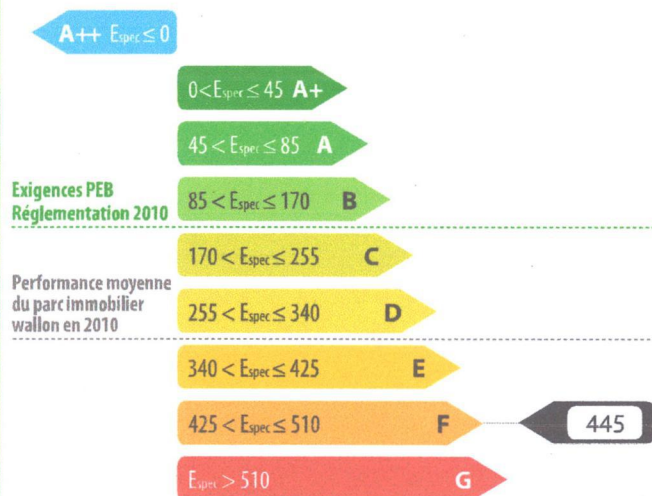 A++ Espec ≤ 0
0 < Espec ≤ 45 A+
45 < Espec ≤ 85 A
Exigences PEB
Réglementation 2010
85 < Espec ≤ 170 B
170 < Espec ≤ 255 C
Performance moyenne
du parc immobilier
wallon en 2010
255 < Espec ≤ 340 D
340 < Espec ≤ 425 E
425 < Espec ≤ 510 F
445
Espec > 510 G